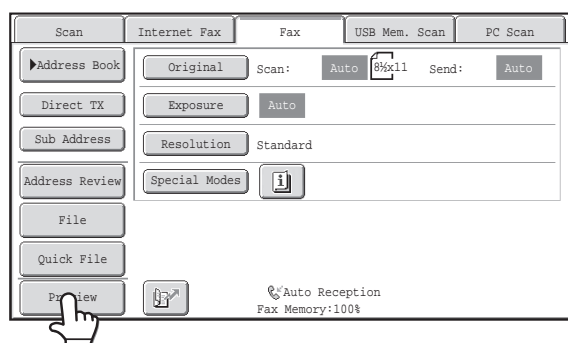 Scan Internet Fax Fax USB Mem. Scan PC Scan
Address Book Original Scan: Auto 8½x11 Send: Auto
Direct TX Exposure Auto
Sub Address Resolution Standard
Address Review Special Modes
File
Quick File
Preview Auto Reception
Fax Memory:100%